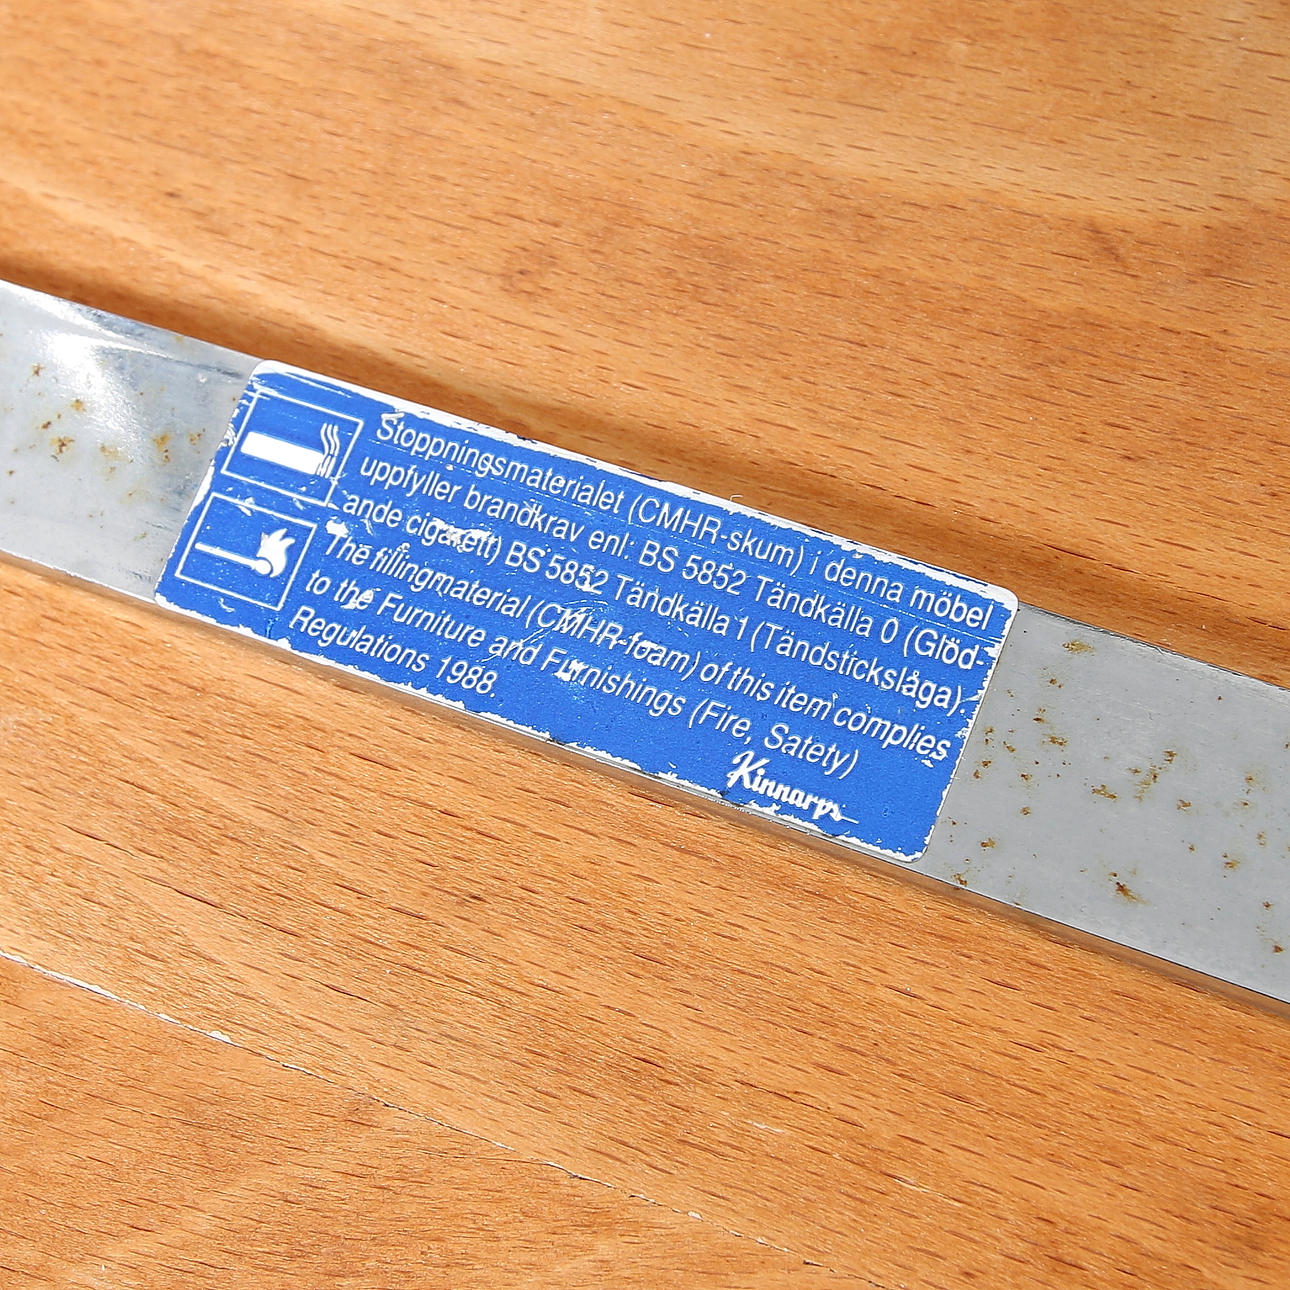 Stoppningsmaterialet (CMHR-skum) i denna möbel
uppfyller brandkrav enl: BS 5852 Tändkälla 0 (Glöd-
ande cigarett) BS 5852 Tändkälla 1 (Tändstickslåga).
The fillingmaterial (CMHR-foam) of this item complies
to the Furniture and Furnishings (Fire, Satety)
Regulations 1988.
Kinnarps